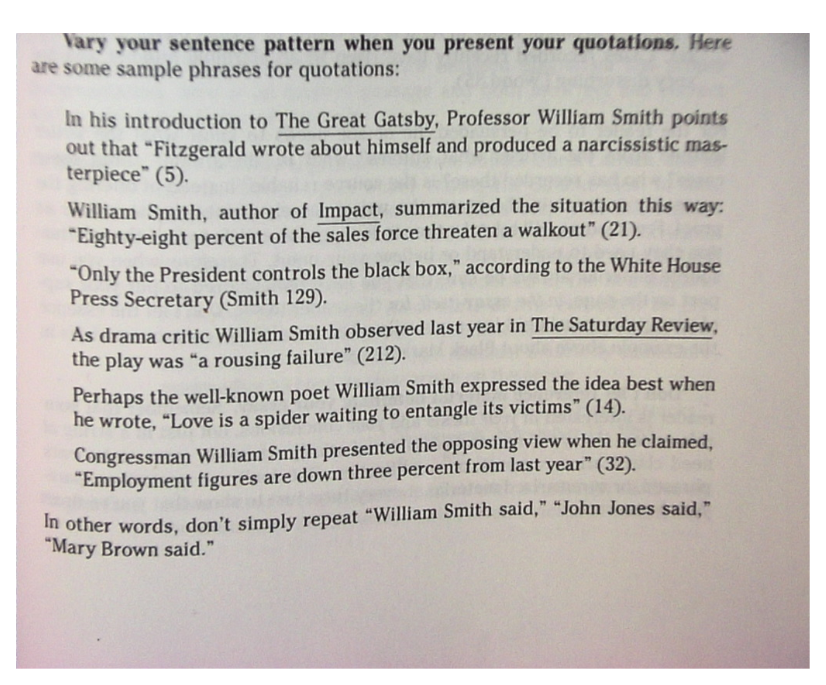 Vary your sentence pattern when you present your quotations. Here
are some sample phrases for quotations:
In his introduction to The Great Gatsby, Professor William Smith points
out that “Fitzgerald wrote about himself and produced a narcissistic mas-
terpiece” (5).
William Smith, author of Impact, summarized the situation this way:
“Eighty-eight percent of the sales force threaten a walkout” (21).
“Only the President controls the black box,” according to the White House
Press Secretary (Smith 129).
As drama critic William Smith observed last year in The Saturday Review,
the play was “a rousing failure” (212).
Perhaps the well-known poet William Smith expressed the idea best when
he wrote, “Love is a spider waiting to entangle its victims” (14).
Congressman William Smith presented the opposing view when he claimed,
“Employment figures are down three percent from last year” (32).
In other words, don’t simply repeat “William Smith said,” “John Jones said,”
“Mary Brown said.”